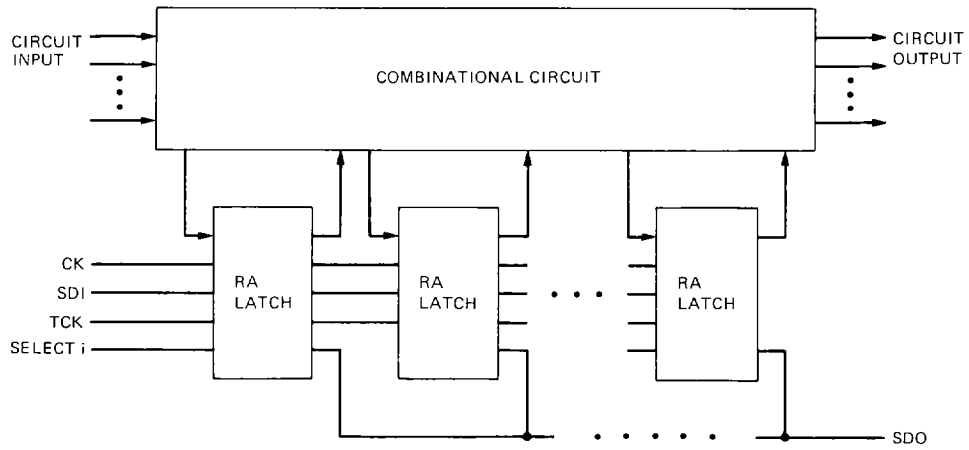 CIRCUIT
INPUT
COMBINATIONAL CIRCUIT
CIRCUIT
OUTPUT
CK
SDI
TCK
SELECT i
RA
LATCH
RA
LATCH
RA
LATCH
SDO